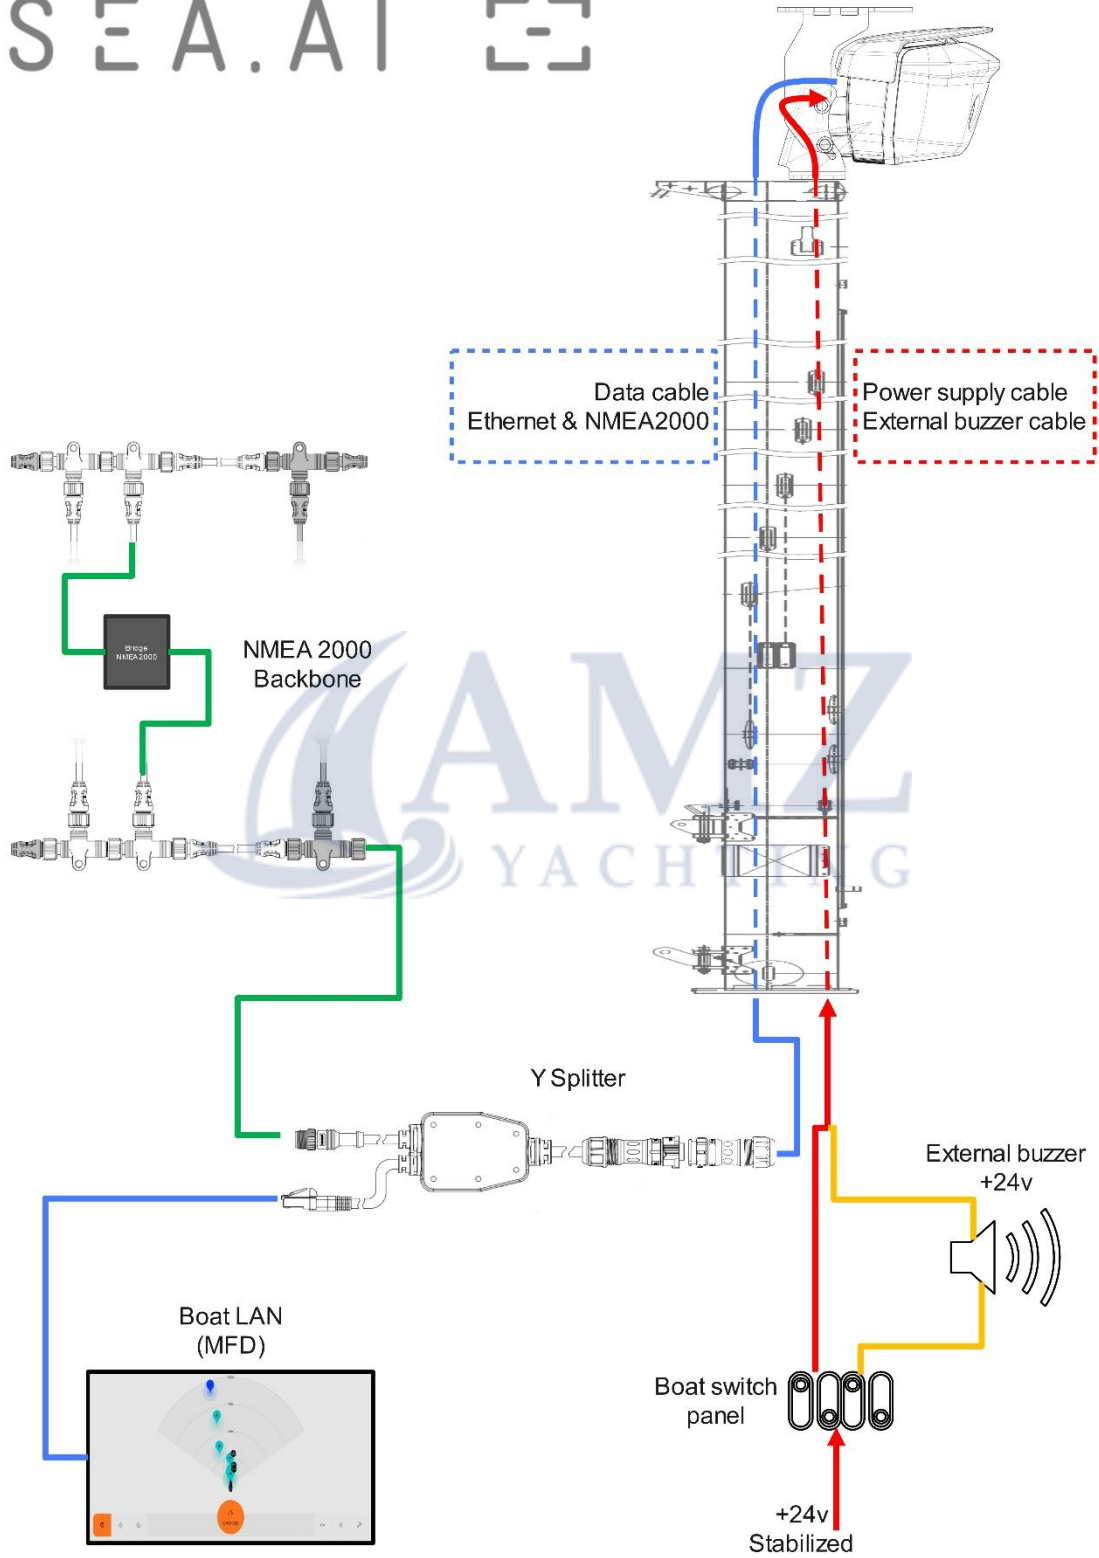 SEA.AI
Data cable
Ethernet & NMEA2000
Power supply cable
External buzzer cable
Bridge
NMEA2000
NMEA 2000
Backbone
AMZ
YACHTING
Y Splitter
External buzzer
+24v
Boat LAN
(MFD)
Boat switch
panel
+24v
Stabilized